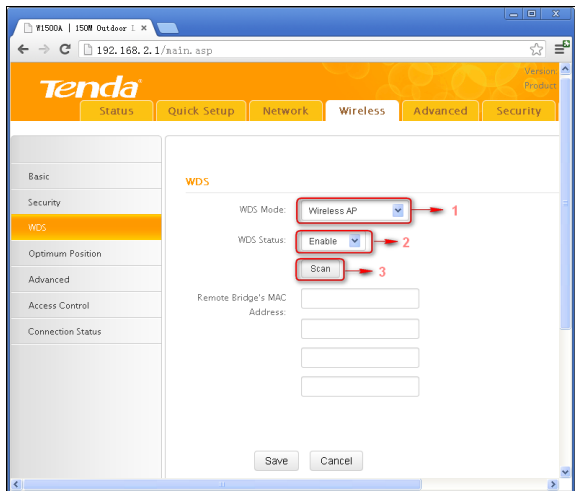 W1500A | 150M Outdoor
192.168.2.1/main.asp
Tenda
Version
Product
Status Quick Setup Network Wireless Advanced Security
Basic
Security
WDS
Optimum Position
Advanced
Access Control
Connection Status
WDS
WDS Mode: Wireless AP 1
WDS Status: Enable 2
Scan 3
Remote Bridge's MAC
Address:
Save Cancel